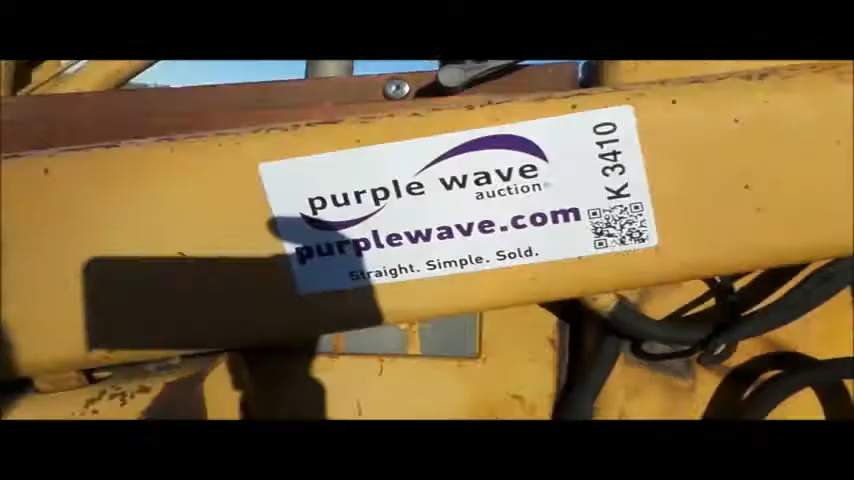 purple wave
auction®
purplewave.com
Straight. Simple. Sold.
K 3410